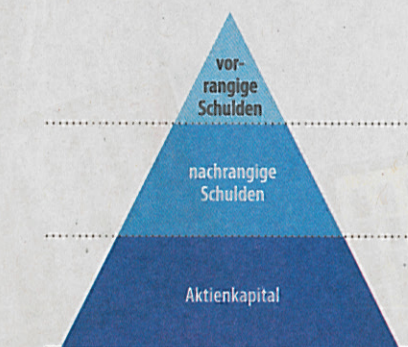 vor-
rangige
Schulden
nachrangige
Schulden
Aktienkapital